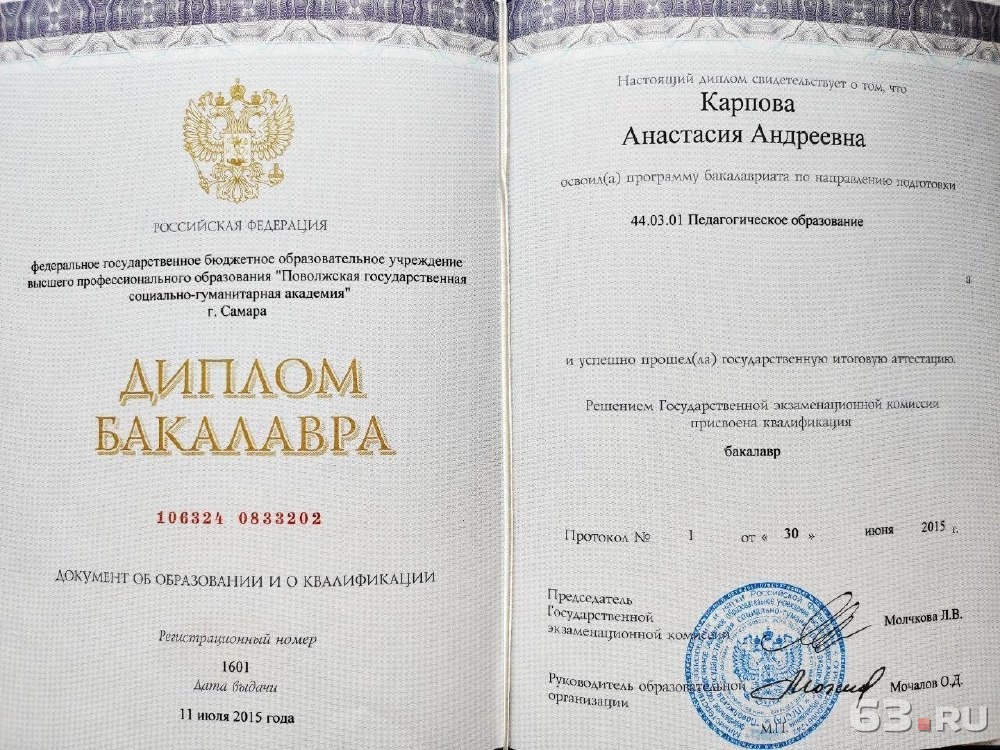 РОССИЙСКАЯ ФЕДЕРАЦИЯ
федеральное государственное бюджетное образовательное учреждение
высшего профессионального образования "Поволжская государственная
социально-гуманитарная академия"
г. Самара
ДИПЛОМ
БАКАЛАВРА
106324 0833202
ДОКУМЕНТ ОБ ОБРАЗОВАНИИ И О КВАЛИФИКАЦИИ
Регистрационный номер
1601
Дата выдачи
11 июля 2015 года
Настоящий диплом свидетельствует о том, что
Карпова
Анастасия Андреевна
освоил(а) программу бакалавриата по направлению подготовки
44.03.01 Педагогическое образование
и успешно прошел(ла) государственную итоговую аттестацию.
Решением Государственной экзаменационной комиссии
присвоена квалификация
бакалавр
Протокол № 1 от « 30 » июня 2015 г.
Председатель
Государственной
экзаменационной комиссии
Молчкова Л.В.
Руководитель образовательной
организации
Мочалов О.Д.
М.П.
63.RU